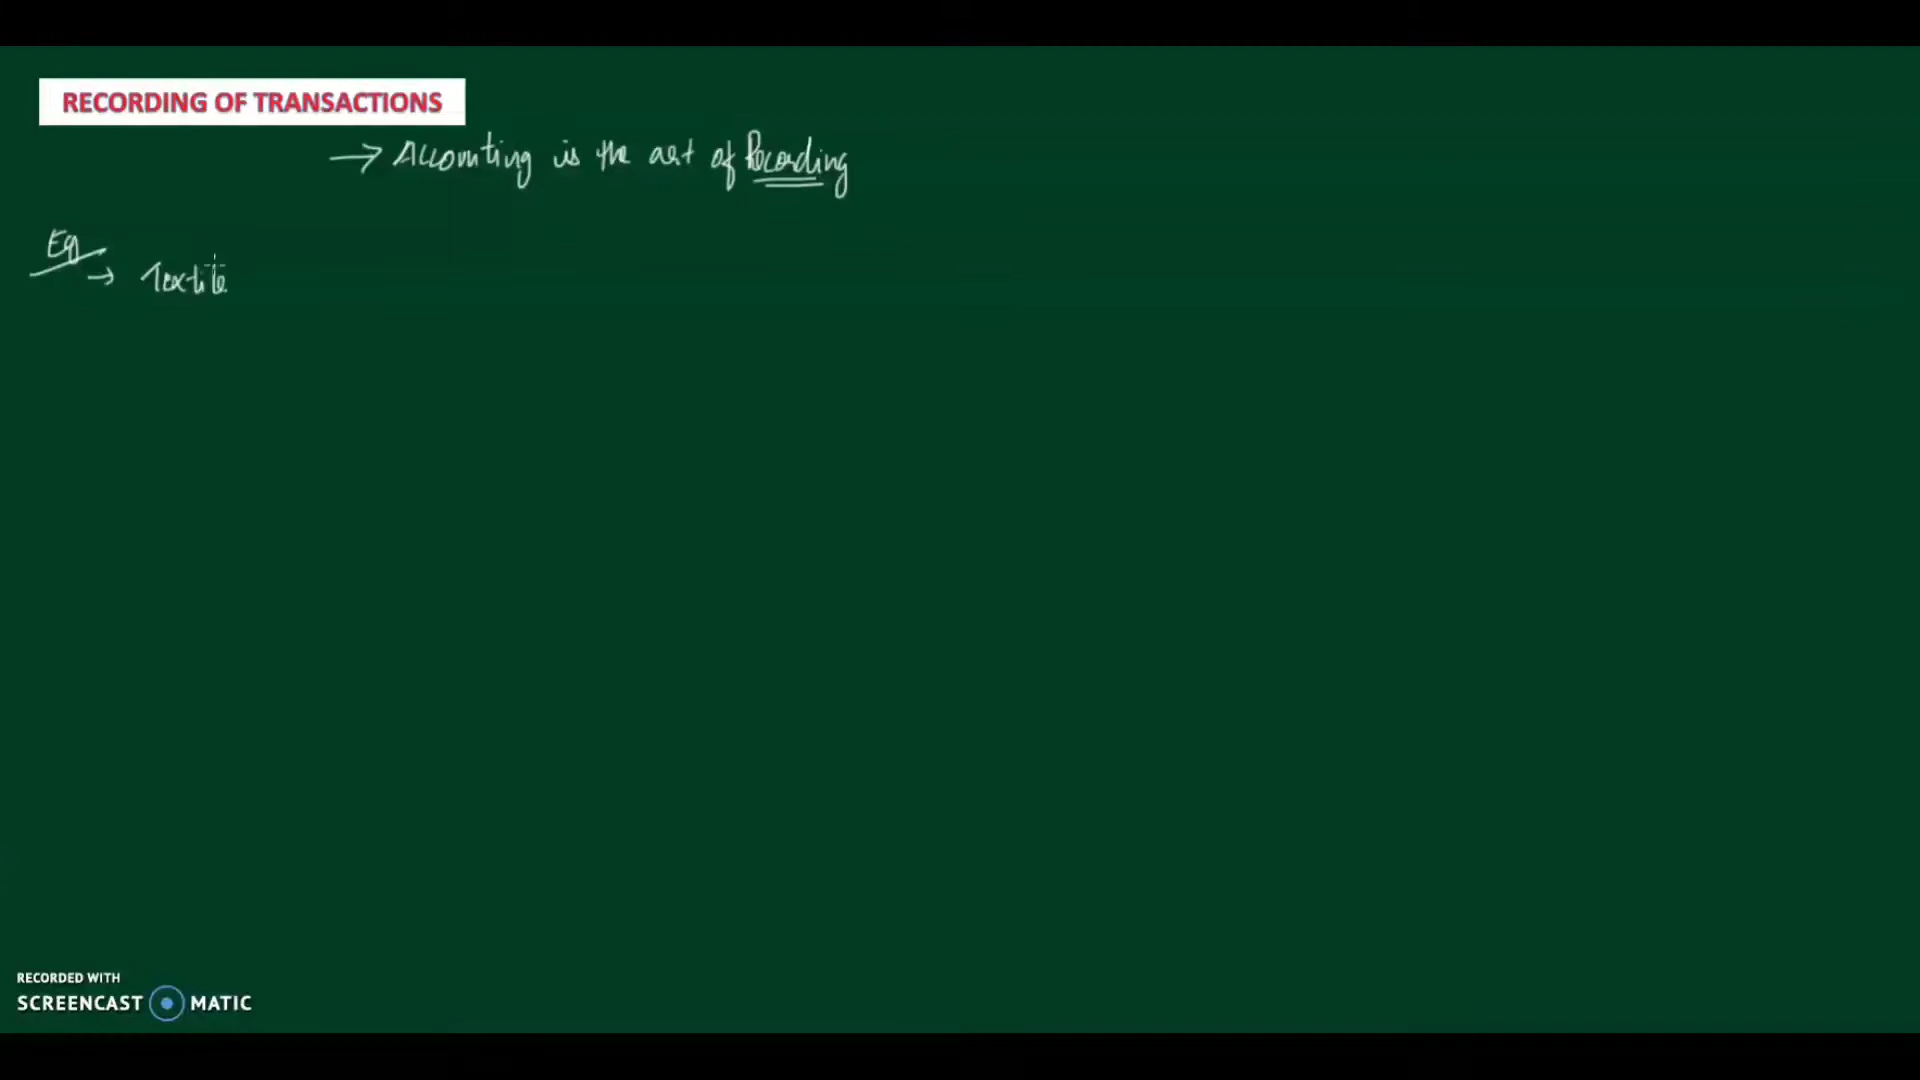 RECORDING OF TRANSACTIONS
→ Accounting is the art of Recording
Eg
→ Textile
RECORDED WITH
SCREENCAST MATIC